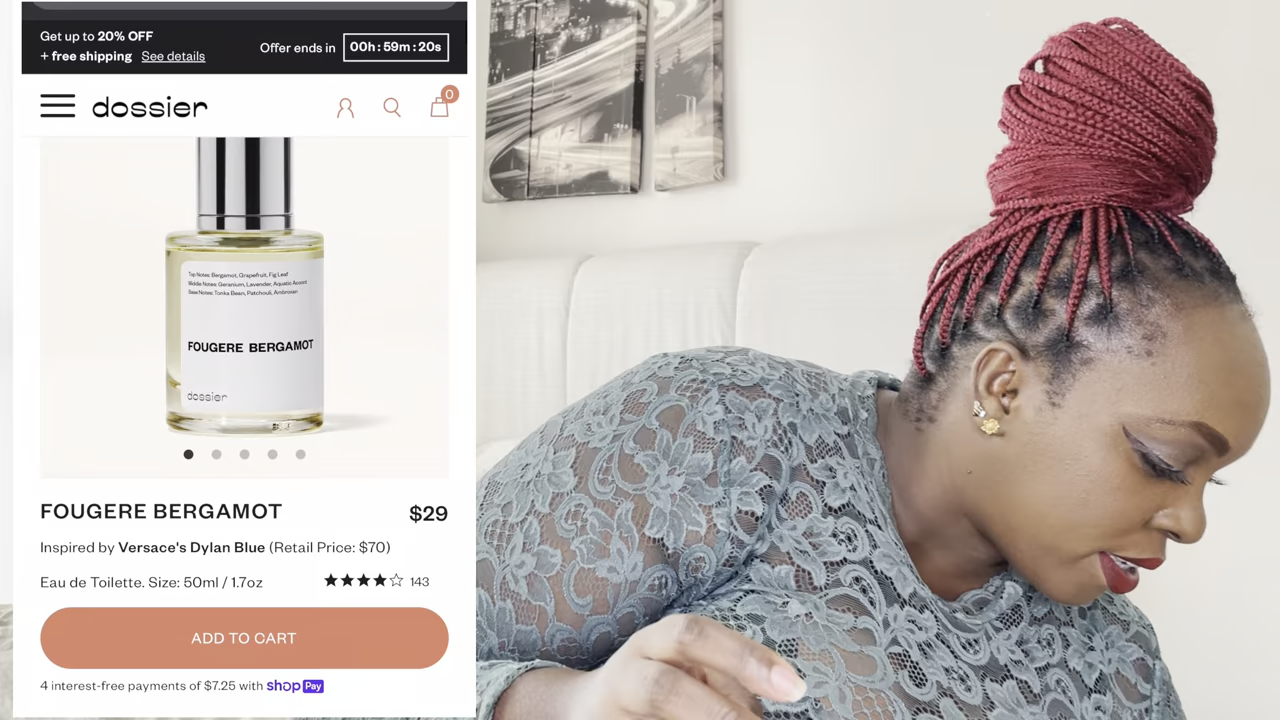 Get up to 20% OFF
+ free shipping See details
Offer ends in 00h : 59m : 20s
dossier
0
Top Notes: Bergamot, Grapefruit, Fig Leaf
Middle Notes: Geranium, Lavender, Aquatic Accord
Base Notes: Tonka Bean, Patchouli, Ambroxan
FOUGERE BERGAMOT
dossier
FOUGERE BERGAMOT
$29
Inspired by Versace's Dylan Blue (Retail Price: $70)
Eau de Toilette. Size: 50ml / 1.7oz
143
ADD TO CART
4 interest-free payments of $7.25 with shop Pay